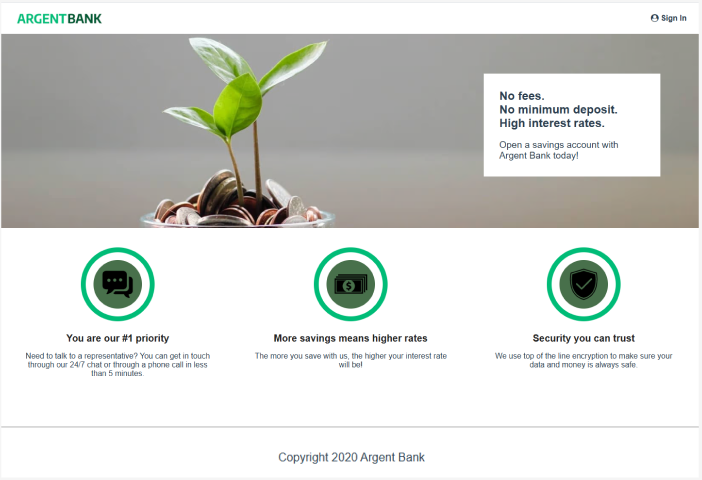 ARGENTBANK
Sign In
No fees.
No minimum deposit.
High interest rates.
Open a savings account with
Argent Bank today!
You are our #1 priority
Need to talk to a representative? You can get in touch
through our 24/7 chat or through a phone call in less
than 5 minutes.
More savings means higher rates
The more you save with us, the higher your interest rate
will be!
Security you can trust
We use top of the line encryption to make sure your
data and money is always safe.
Copyright 2020 Argent Bank